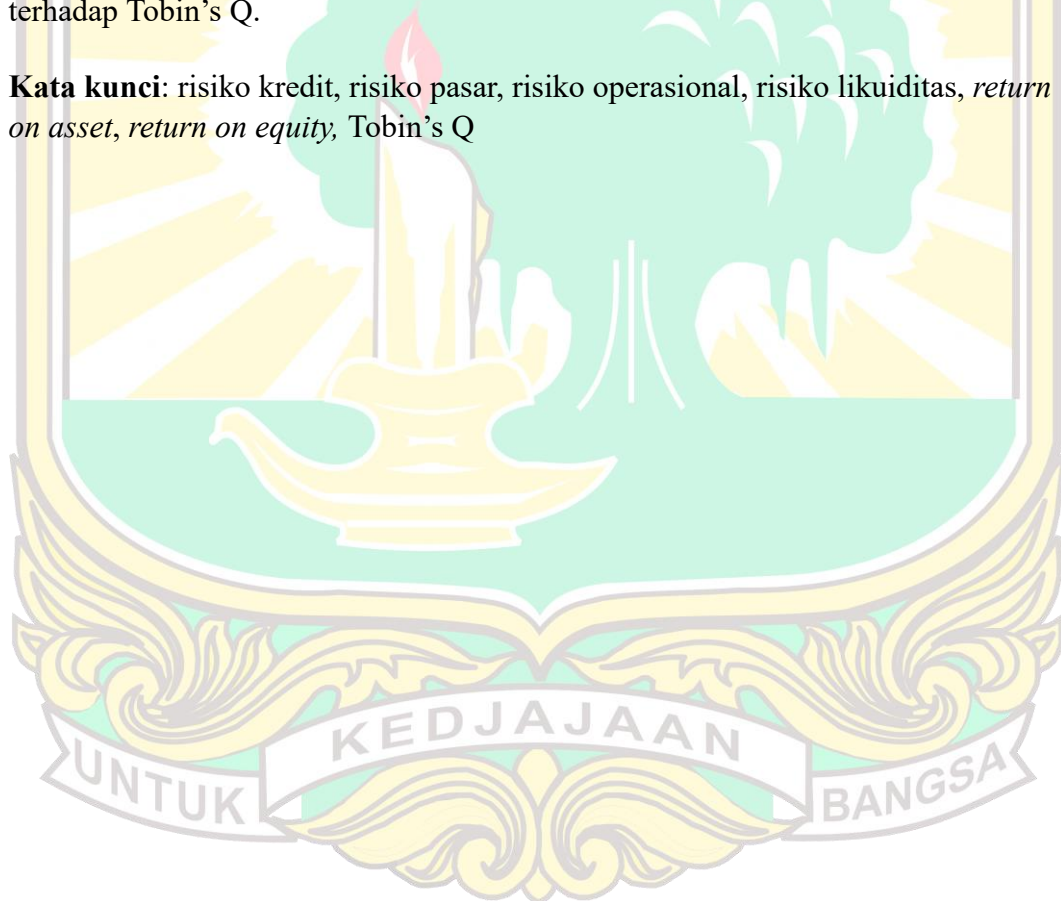 terhadap Tobin’s Q.
Kata kunci: risiko kredit, risiko pasar, risiko operasional, risiko likuiditas, return
on asset, return on equity, Tobin’s Q
UNTUK KEDJAJAAN BANGSA